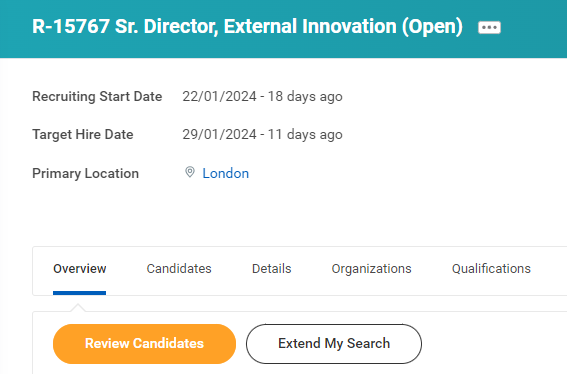 R-15767 Sr. Director, External Innovation (Open)
Recruiting Start Date 22/01/2024 - 18 days ago
Target Hire Date 29/01/2024 - 11 days ago
Primary Location London
Overview Candidates Details Organizations Qualifications
Review Candidates Extend My Search